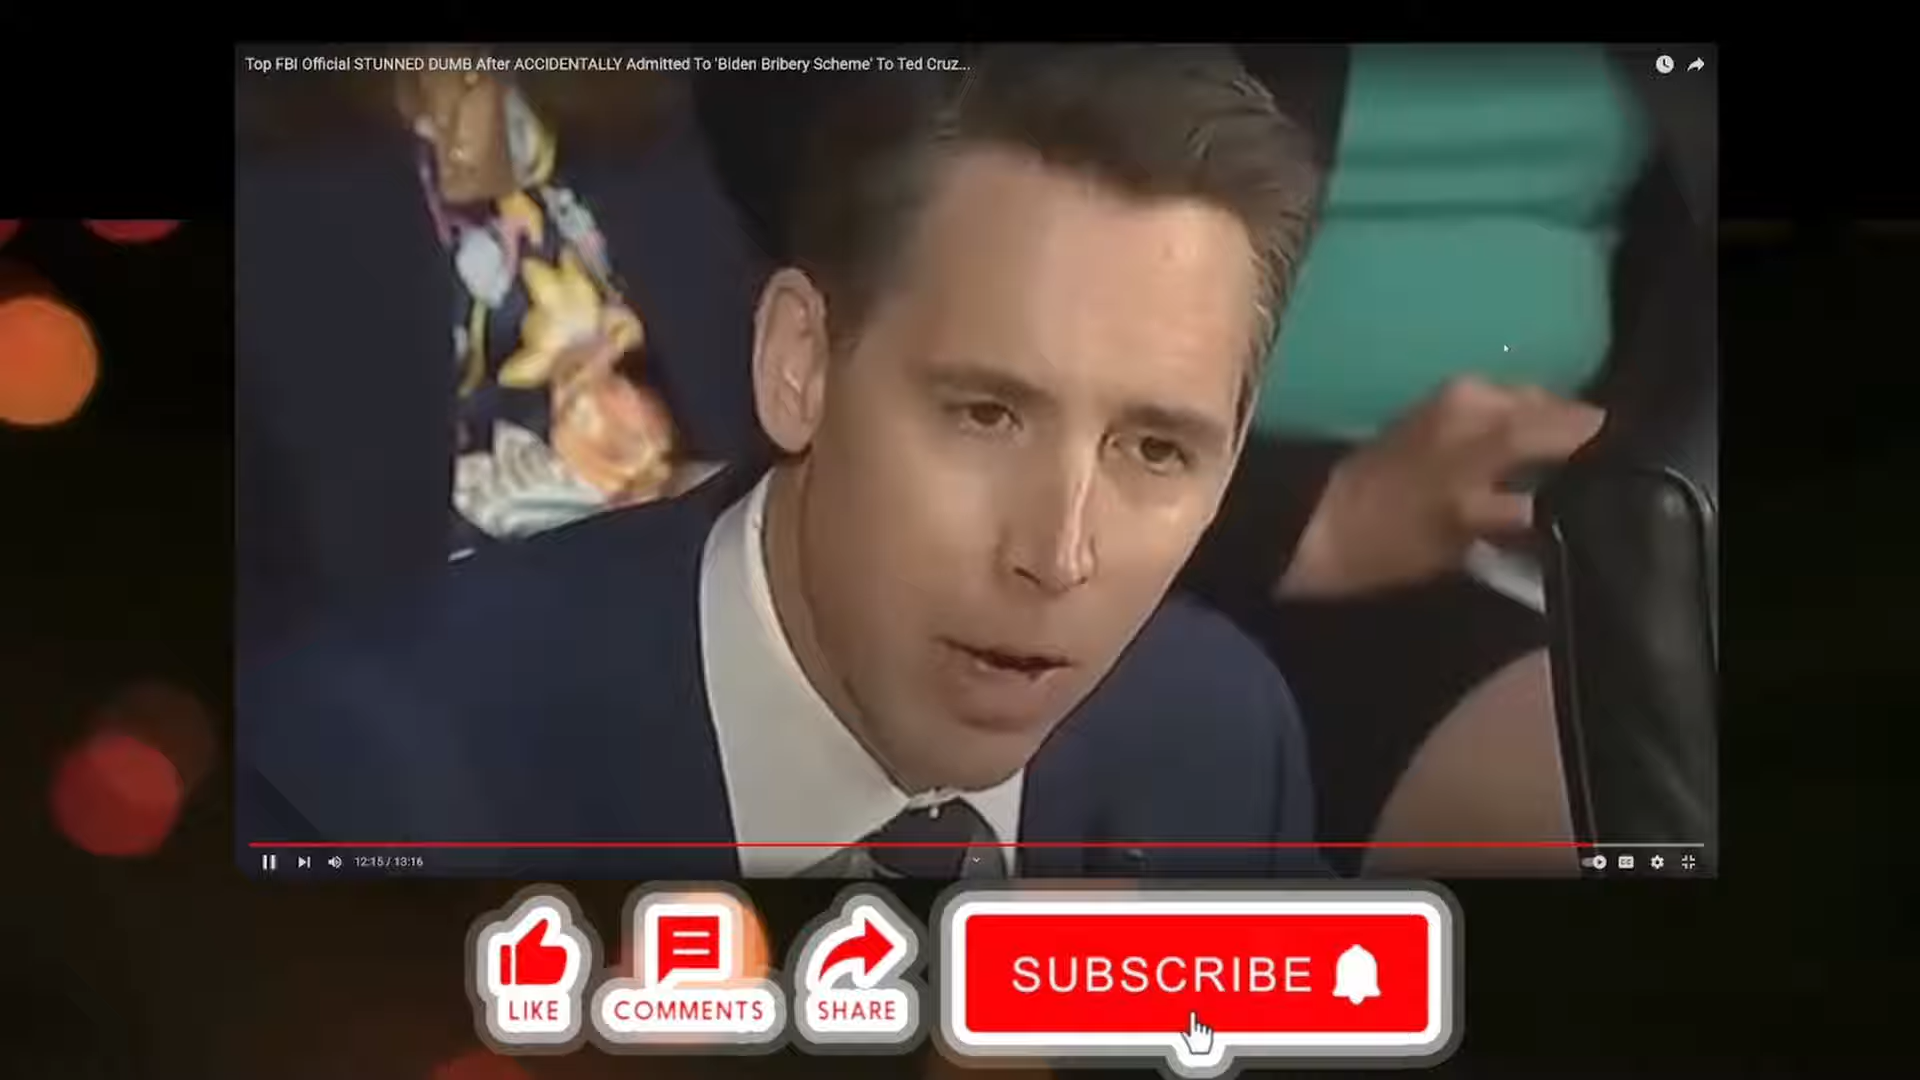 Top FBI Official STUNNED DUMB After ACCIDENTALLY Admitted To 'Biden Bribery Scheme' To Ted Cruz...
12:15 / 13:16
CC
LIKE
COMMENTS
SHARE
SUBSCRIBE